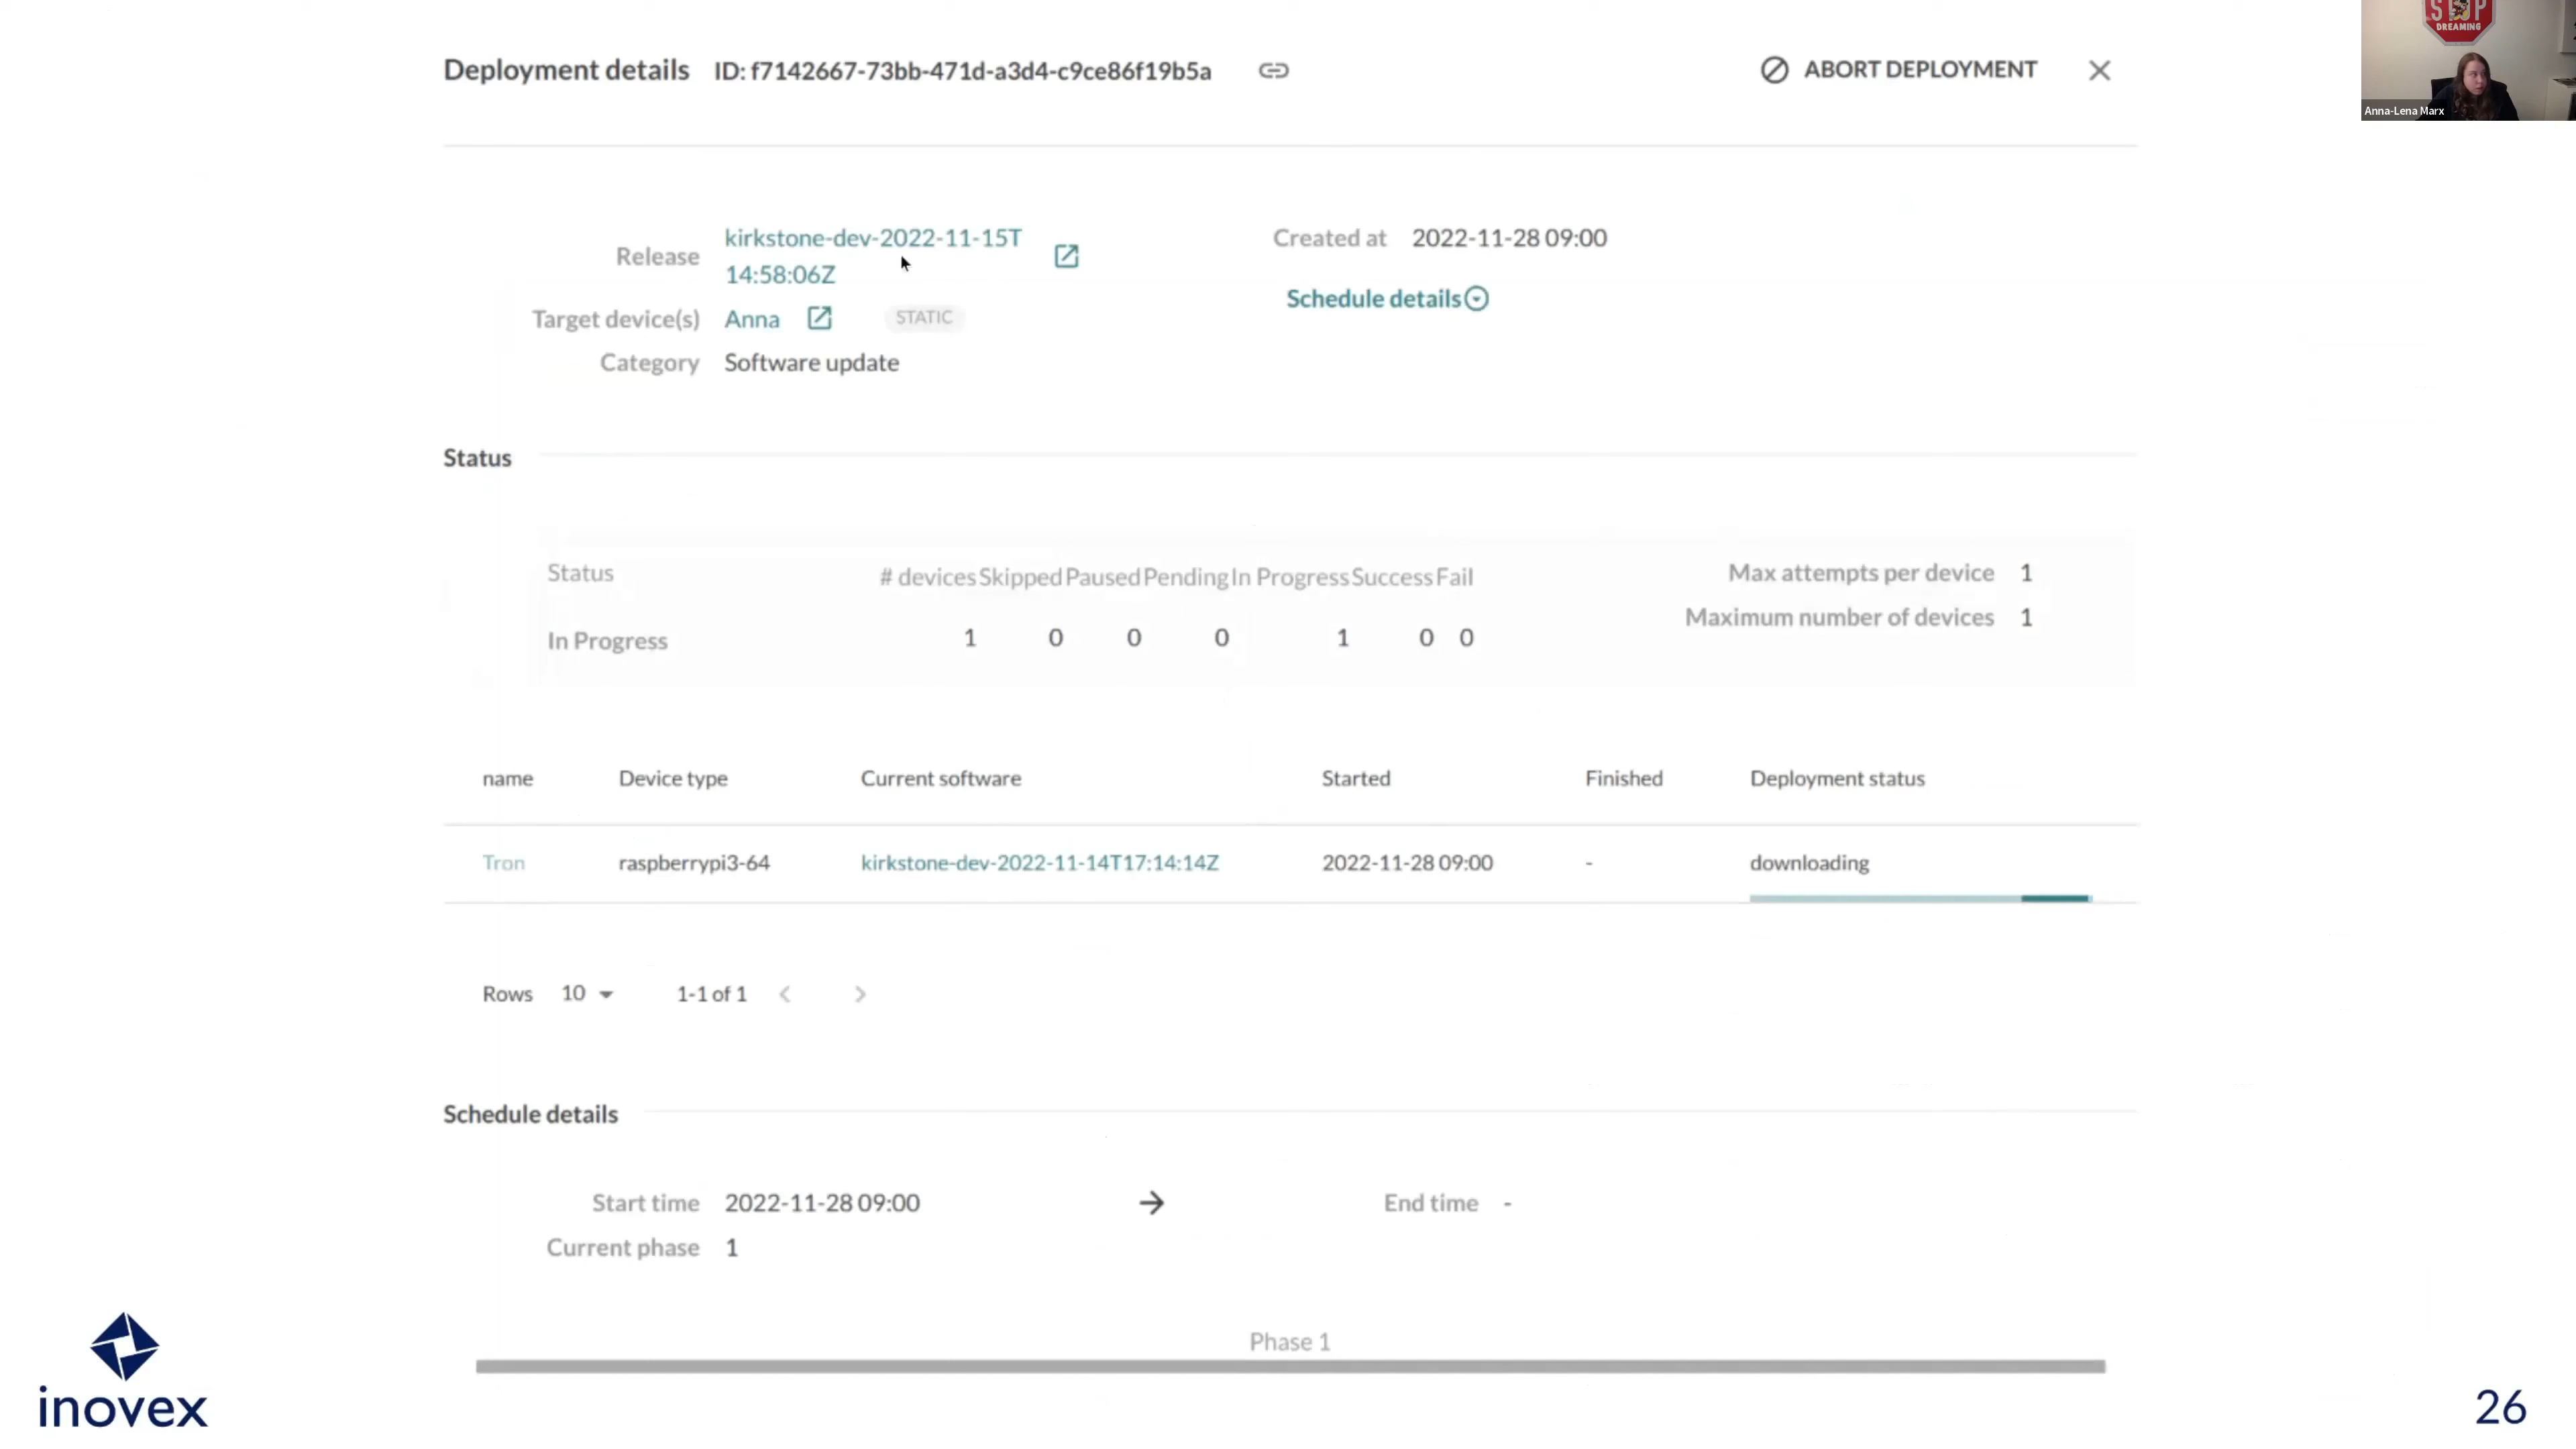 Deployment details ID: f7142667-73bb-471d-a3d4-c9ce86f19b5a ABORT DEPLOYMENT
STOP
DREAMING
Anna-Lena Marx
Release kirkstone-dev-2022-11-15T
14:58:06Z
Created at 2022-11-28 09:00
Schedule details
Target device(s) Anna STATIC
Category Software update
Status
Status # devices Skipped Paused Pending In Progress Success Fail
In Progress 1 0 0 0 1 0 0
Max attempts per device 1
Maximum number of devices 1
name Device type Current software Started Finished Deployment status
Tron raspberrypi3-64 kirkstone-dev-2022-11-14T17:14:14Z 2022-11-28 09:00 - downloading
Rows 10 1-1 of 1
Schedule details
Start time 2022-11-28 09:00 End time -
Current phase 1
Phase 1
inovex
26